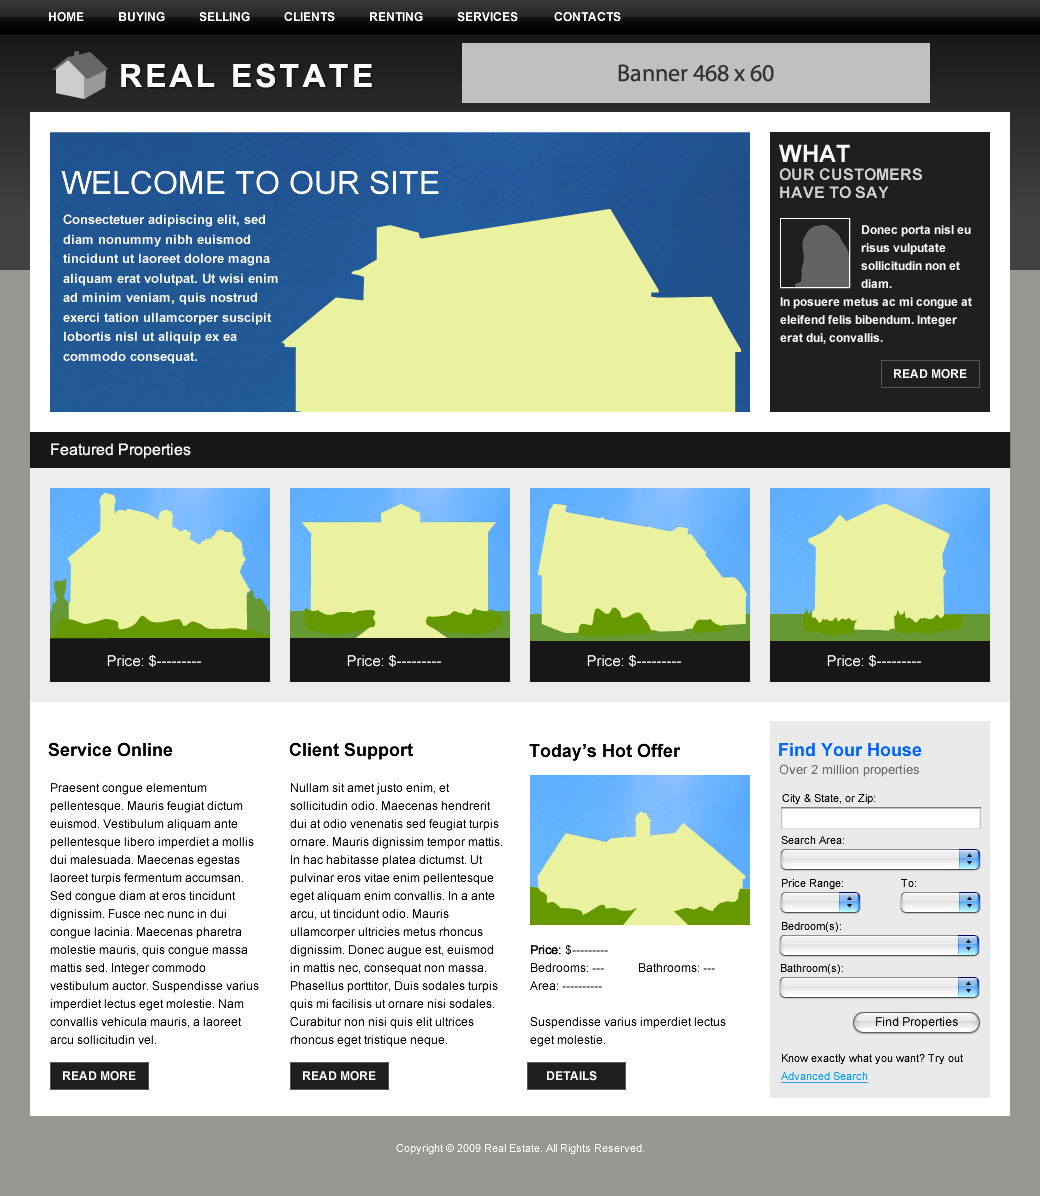 HOME BUYING SELLING CLIENTS RENTING SERVICES CONTACTS
REAL ESTATE
Banner 468 x 60
WELCOME TO OUR SITE
Consectetuer adipiscing elit, sed
diam nonummy nibh euismod
tincidunt ut laoreet dolore magna
aliquam erat volutpat. Ut wisi enim
ad minim veniam, quis nostrud
exerci tation ullamcorper suscipit
lobortis nisl ut aliquip ex ea
commodo consequat.
WHAT
OUR CUSTOMERS
HAVE TO SAY
Donec porta nisl eu
risus vulputate
sollicitudin non et
diam.
In posuere metus ac mi congue at
eleifend felis bibendum. Integer
erat dui, convallis.
READ MORE
Featured Properties
Price: $---------
Price: $---------
Price: $---------
Price: $---------
Service Online
Praesent congue elementum
pellentesque. Mauris feugiat dictum
euismod. Vestibulum aliquam ante
pellentesque libero imperdiet a mollis
dui malesuada. Maecenas egestas
laoreet turpis fermentum accumsan.
Sed congue diam at eros tincidunt
dignissim. Fusce nec nunc in dui
congue lacinia. Maecenas pharetra
molestie mauris, quis congue massa
mattis sed. Integer commodo
vestibulum auctor. Suspendisse varius
imperdiet lectus eget molestie. Nam
convallis vehicula mauris, a laoreet
arcu sollicitudin vel.
READ MORE
Client Support
Nullam sit amet justo enim, et
sollicitudin odio. Maecenas hendrerit
dui at odio venenatis sed feugiat turpis
ornare. Mauris dignissim tempor mattis.
In hac habitasse platea dictumst. Ut
pulvinar eros vitae enim pellentesque
eget aliquam enim convallis. In a ante
arcu, ut tincidunt odio. Mauris
ullamcorper ultricies metus rhoncus
dignissim. Donec augue est, euismod
in mattis nec, consequat non massa.
Phasellus porttitor, Duis sodales turpis
quis mi facilisis ut ornare nisi sodales.
Curabitur non nisi quis elit ultrices
rhoncus eget tristique neque.
READ MORE
Today's Hot Offer
Price: $---------
Bedrooms: --- Bathrooms: ---
Area: ----------
Suspendisse varius imperdiet lectus
eget molestie.
DETAILS
Find Your House
Over 2 million properties
City & State, or Zip:
Search Area:
Price Range: To:
Bedroom(s):
Bathroom(s):
Find Properties
Know exactly what you want? Try out
Advanced Search
Copyright © 2009 Real Estate. All Rights Reserved.